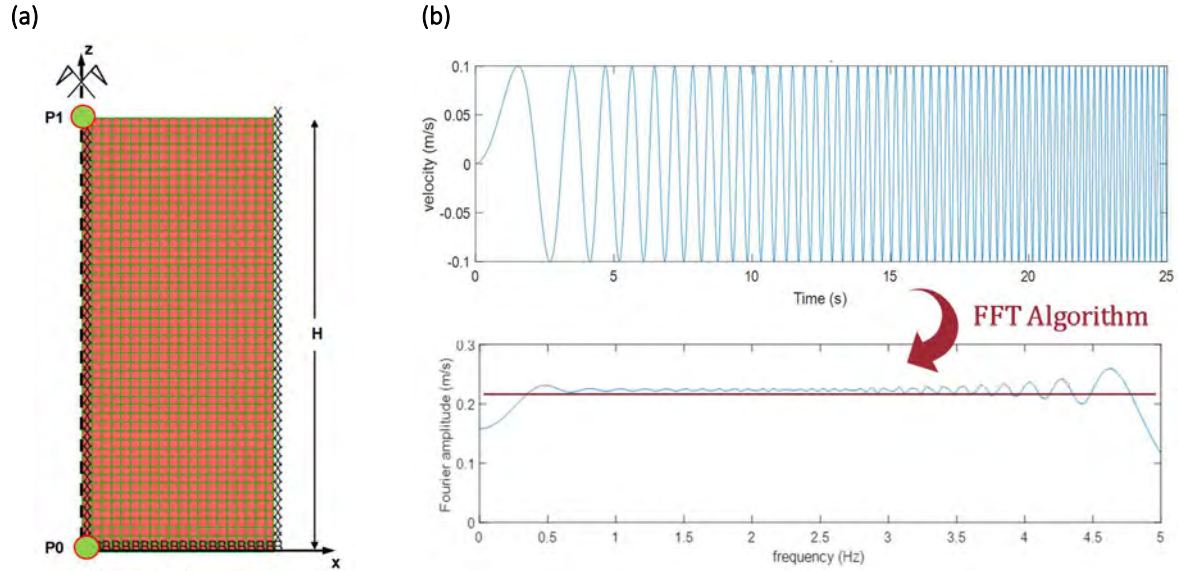 (a)
z
P1
H
P0
x
(b)
0.1
0.05
0
-0.05
-0.1
velocity (m/s)
0 5 10 15 20 25
Time (s)
FFT Algorithm
0.3
0.2
0.1
0
Fourier amplitude (m/s)
0 0.5 1 1.5 2 2.5 3 3.5 4 4.5 5
frequency (Hz)